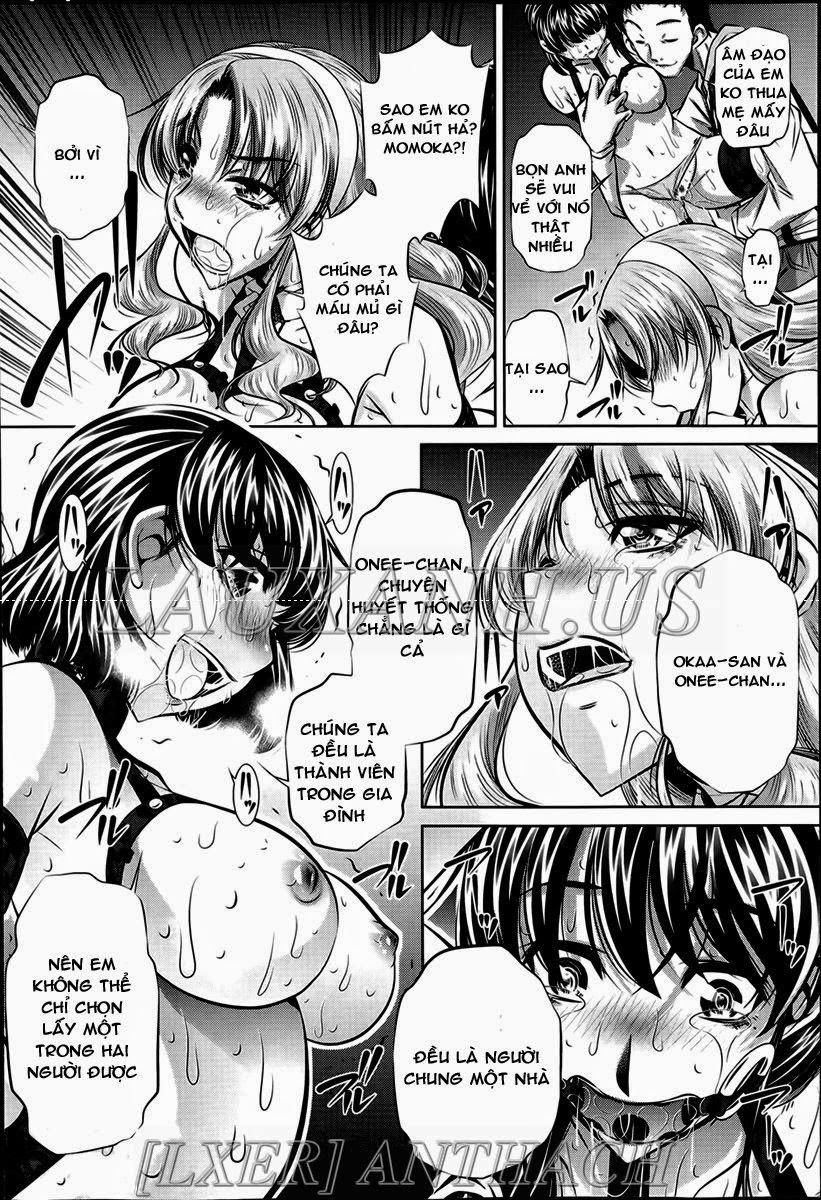 ÂM ĐẠO
CỦA EM
KO THUA
MẸ MẤY
ĐÂU
BỌN ANH
SẼ VUI
VẺ VỚI NÓ
THẬT
NHIỀU
TẠI
...
TẠI SAO
...
SAO EM KO
BẤM NÚT HẢ?
MOMOKA?!
CHÚNG TA
CÓ PHẢI
MÁU MỦ GÌ
ĐÂU?
BỞI VÌ
...
OKAA-SAN VÀ
ONEE-CHAN...
ĐỀU LÀ NGƯỜI
CHUNG MỘT NHÀ
ONEE-CHAN,
CHUYỆN
HUYẾT THỐNG
CHẲNG LÀ GÌ
CẢ
CHÚNG TA
ĐỀU LÀ
THÀNH VIÊN
TRONG GIA
ĐÌNH
NÊN EM
KHÔNG THỂ
CHỈ CHỌN
LẤY MỘT
TRONG HAI
NGƯỜI ĐƯỢC
LAUXANH.US
[LXER] ANTHACH